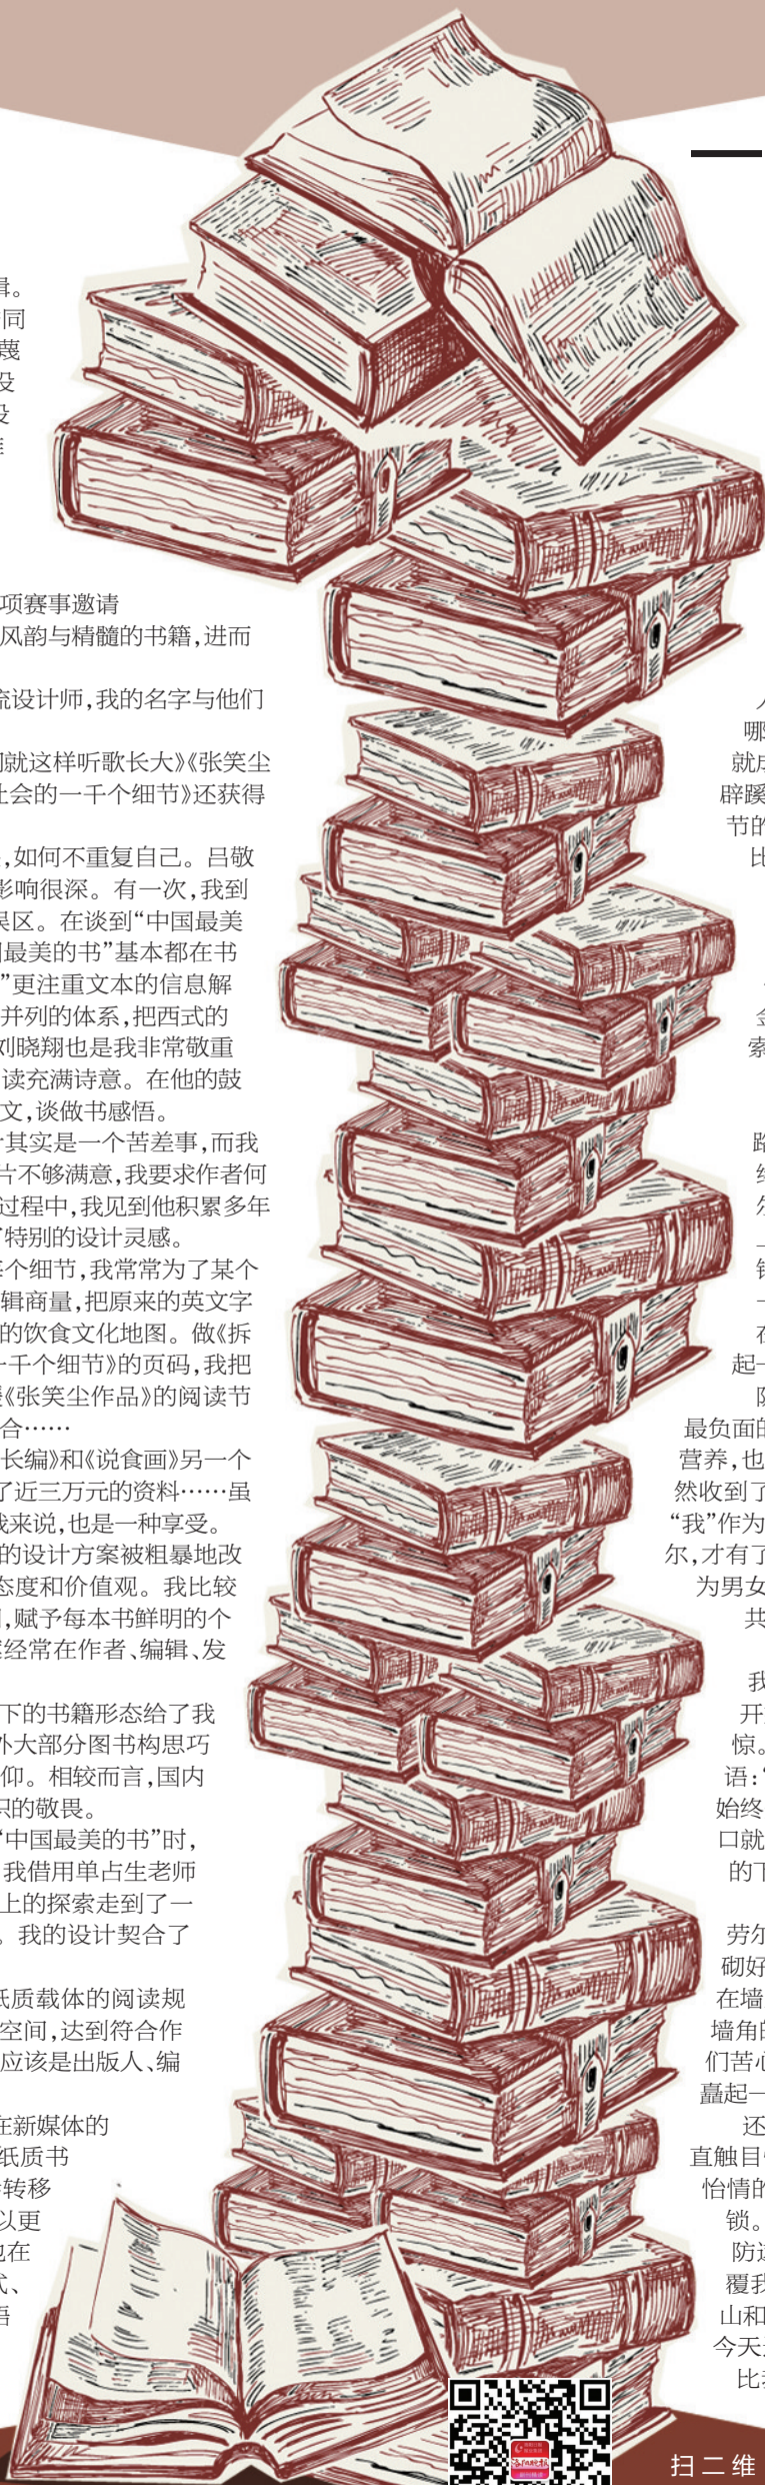 辑。
同
蔑
没
设
项赛事邀请
风韵与精髓的书籍,进而
流设计师,我的名字与他们
们就这样听歌长大》《张笑尘
社会的一千个细节》还获得
,如何不重复自己。吕敬
影响很深。有一次,我到
误区。在谈到“中国最美
国最美的书”基本都在书
”更注重文本的信息解
并列的体系,把西式的
刘晓翔也是我非常敬重
读充满诗意。在他的鼓
文,谈做书感悟。
计其实是一个苦差事,而我
片不够满意,我要求作者何
过程中,我见到他积累多年
了特别的设计灵感。
每个细节,我常常为了某个
辑商量,把原来的英文字
的饮食文化地图。做《拆
一千个细节》的页码,我把
《张笑尘作品》的阅读节
合……
长编》和《说食画》另一个
了近三万元的资料……虽
我来说,也是一种享受。
的设计方案被粗暴地改
态度和价值观。我比较
,赋予每本书鲜明的个
经常在作者、编辑、发
下的书籍形态给了我
外大部分图书构思巧
仰。相较而言,国内
识的敬畏。
“中国最美的书”时,
我借用单占生老师
上的探索走到了一
。我的设计契合了
纸质载体的阅读规
空间,达到符合作
应该是出版人、编
在新媒体的
纸质书
转移
以更
也在
式、
语
人
哪
就成
辟蹊
节的
比
金
索
路
一
在
起一
防
最负面的
营养,也
然收到了
“我”作为
尔,才有了
为男女
共
我
开
惊。
语:“
始终
口就
的下
劳尔
砌好
在墙
墙角的
们苦心
矗起一
还
直触目
怡情的
锁。
防这
覆我
山和
今天
比
洛阳晚报
扫二维